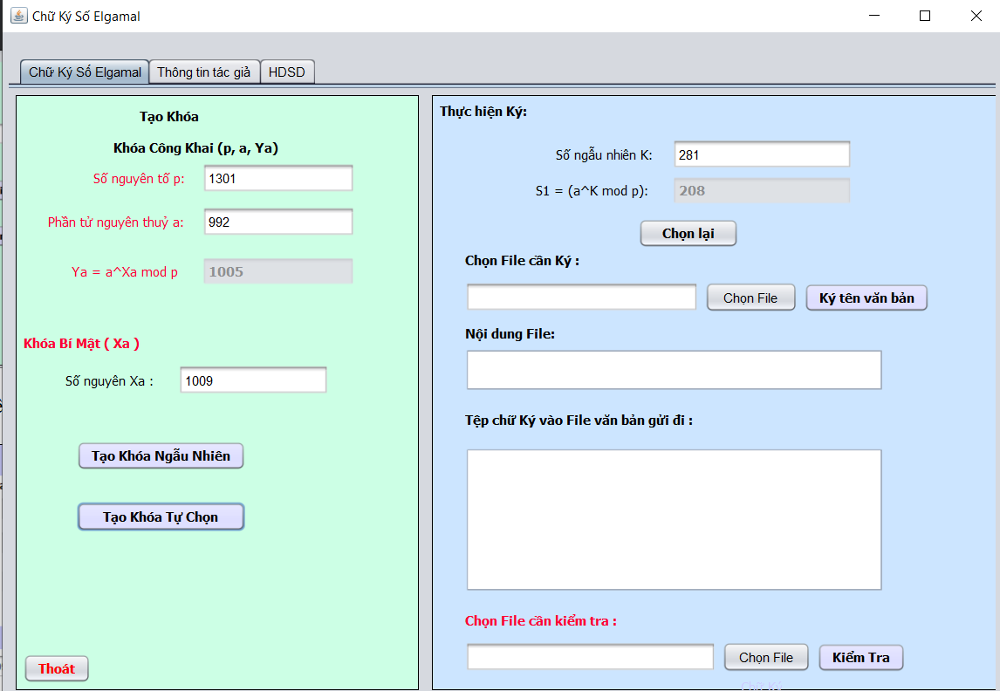 Chữ Ký Số Elgamal
Chữ Ký Số Elgamal
Thông tin tác giả
HDSD
Tạo Khóa
Khóa Công Khai (p, a, Ya)
Số nguyên tố p:
1301
Phần tử nguyên thuỷ a:
992
Ya = a^Xa mod p
1005
Khóa Bí Mật ( Xa )
Số nguyên Xa :
1009
Tạo Khóa Ngẫu Nhiên
Tạo Khóa Tự Chọn
Thoát
Thực hiện Ký:
Số ngẫu nhiên K:
281
S1 = (a^K mod p):
208
Chọn lại
Chọn File cần Ký :
Chọn File
Ký tên văn bản
Nội dung File:
Tệp chữ Ký vào File văn bản gửi đi :
Chọn File cần kiểm tra :
Chọn File
Kiểm Tra